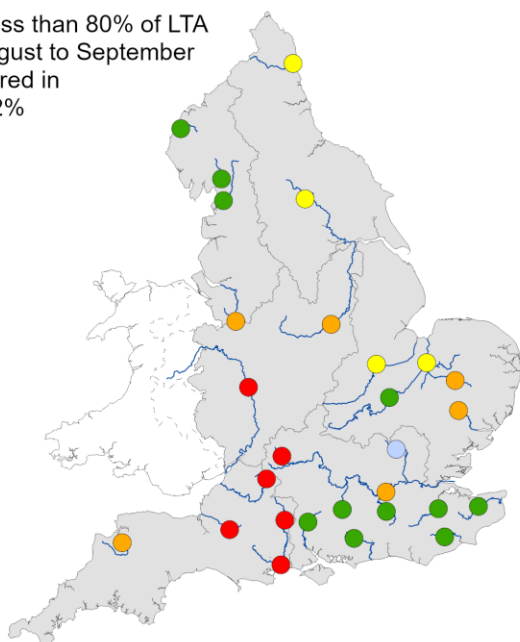 ss than 80% of LTA
gust to September
red in
2%